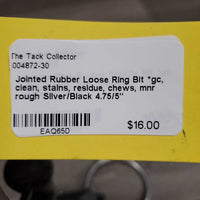 The Tack Collector
004872-30
Jointed Rubber Loose Ring Bit *gc,
clean, stains, residue, chews, mnr
rough Silver/Black 4.75/5"
EAQ65D
$16.00